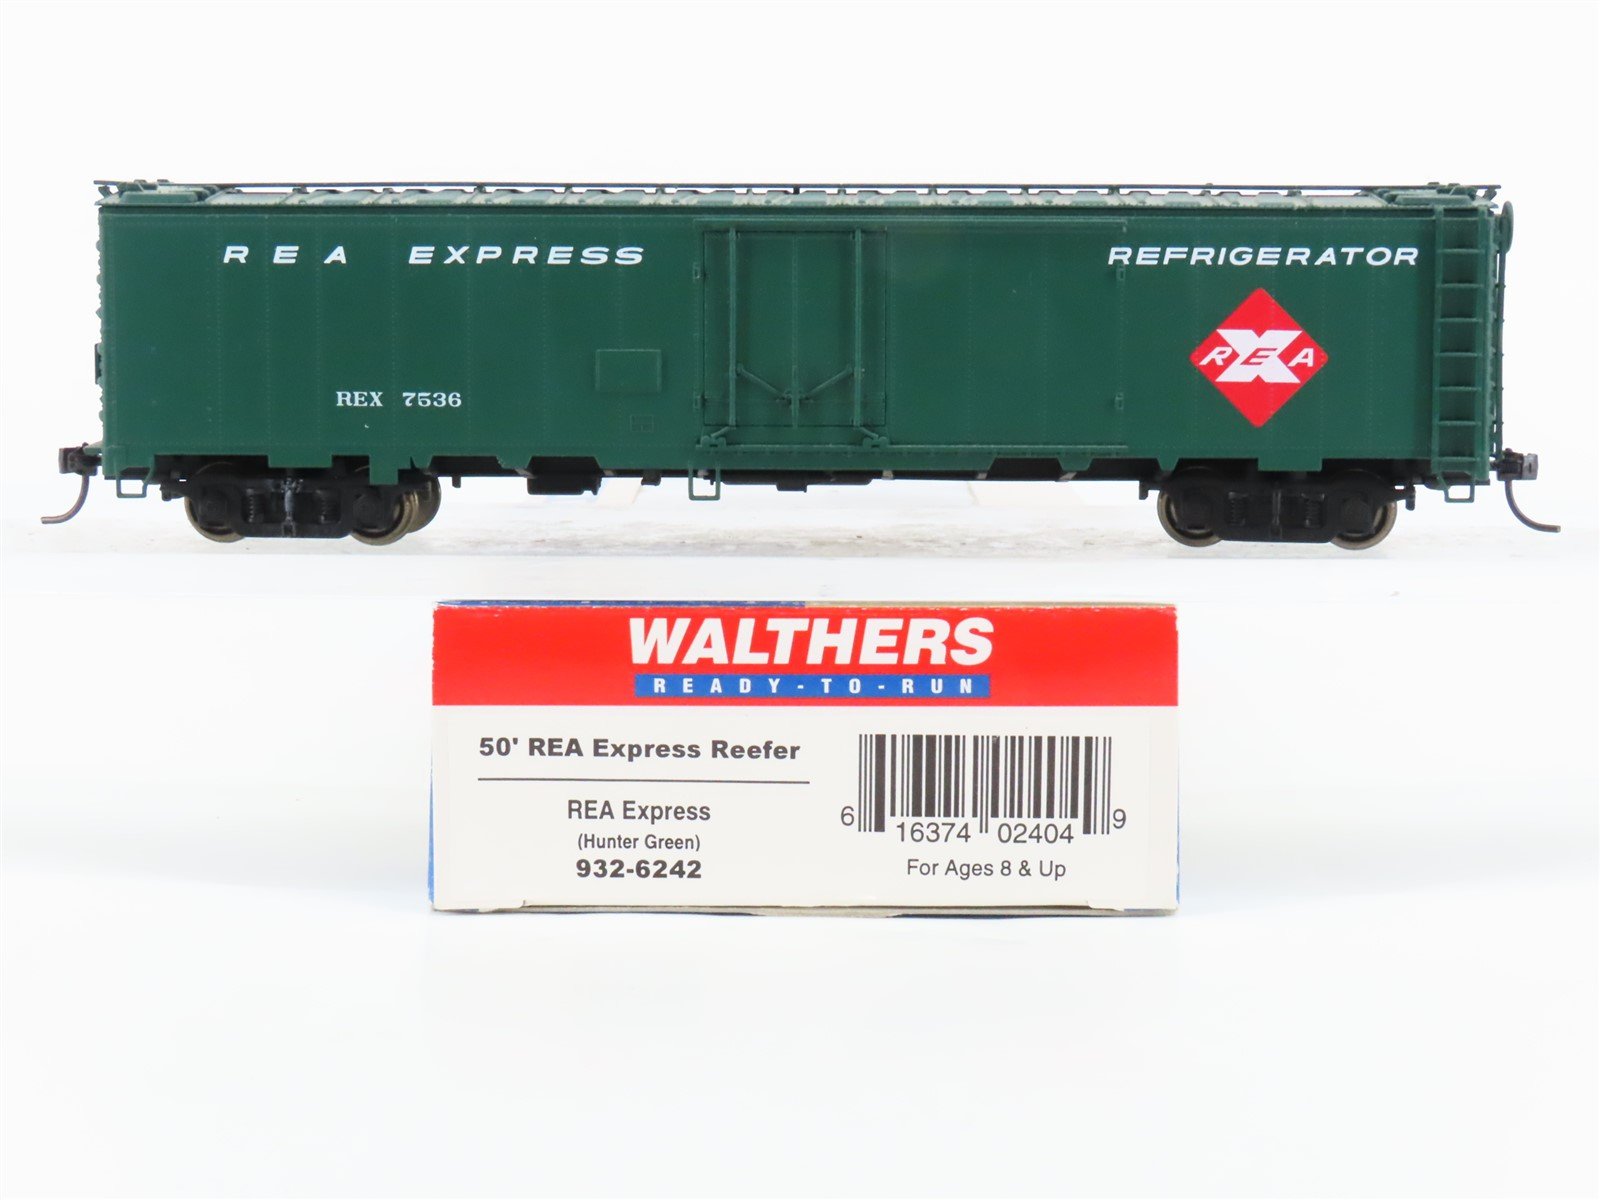 REA EXPRESS
REFRIGERATOR
REA X
REX 7536
WALTHERS
READY-TO-RUN
50' REA Express Reefer
REA Express
(Hunter Green)
932-6242
6 16374 02404 9
For Ages 8 & Up